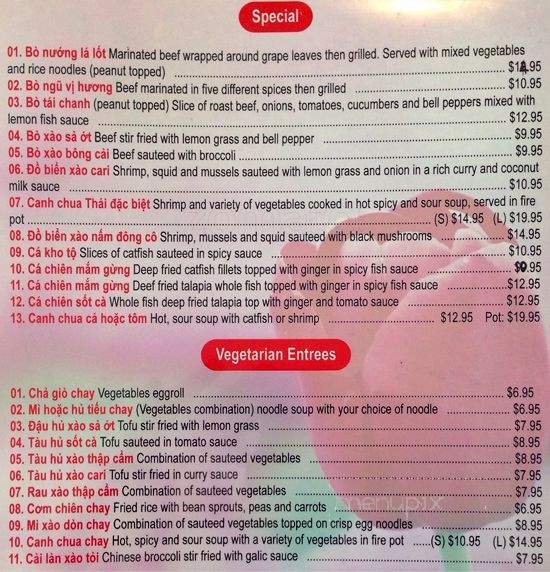 Special
01. Bò nướng lá lốt Marinated beef wrapped around grape leaves then grilled. Served with mixed vegetables
and rice noodles (peanut topped) .95
02. Bò ngũ vị hương Beef marinated in five different spices then grilled $10.95
03. Bò tái chanh (peanut topped) Slice of roast beef, onions, tomatoes, cucumbers and bell peppers mixed with
lemon fish sauce $12.95
04. Bò xào sả ớt Beef stir fried with lemon grass and bell pepper $9.95
05. Bò xào bông cải Beef sauteed with broccoli $9.95
06. Đồ biển xào cari Shrimp, squid and mussels sauteed with lemon grass and onion in a rich curry and coconut
milk sauce $10.95
07. Canh chua Thái đặc biệt Shrimp and variety of vegetables cooked in hot spicy and sour soup, served in fire
pot (S) $14.95 (L) $19.95
08. Đồ biển xào nấm đông cô Shrimp, mussels and squid sauteed with black mushrooms $14.95
09. Cá kho tộ Slices of catfish sauteed in spicy sauce $10.95
10. Cá chiên mắm gừng Deep fried catfish fillets topped with ginger in spicy fish sauce .95
11. Cá chiên mắm gừng Deef fried talapia whole fish topped with ginger in spicy fish sauce $12.95
12. Cá chiên sốt cà Whole fish deep fried talapia top with ginger and tomato sauce $12.95
13. Canh chua cá hoặc tôm Hot, sour soup with catfish or shrimp $12.95 Pot: $19.95
Vegetarian Entrees
01. Chả giò chay Vegetables eggroll $6.95
02. Mì hoặc hủ tiếu chay (Vegetables combination) noodle soup with your choice of noodle $6.95
03. Đậu hủ xào sả ớt Tofu stir fried with lemon grass $7.95
04. Tàu hủ sốt cà Tofu sauteed in tomato sauce $8.95
05. Tàu hủ xào thập cẩm Combination of sauteed vegetables $8.95
06. Tàu hủ xào cari Tofu stir fried in curry sauce $7.95
07. Rau xào thập cẩm Combination of sauteed vegetables $7.95
08. Cơm chiên chay Fried rice with bean sprouts, peas and carrots $6.95
09. Mì xào dòn chay Combination of sauteed vegetables topped on crisp egg noodles $8.95
10. Canh chua chay Hot, spicy and sour soup with a variety of vegetables in fire pot (S) $10.95 (L) $14.95
11. Cải làn xào tỏi Chinese broccoli stir fried with galic sauce $7.95
menupix